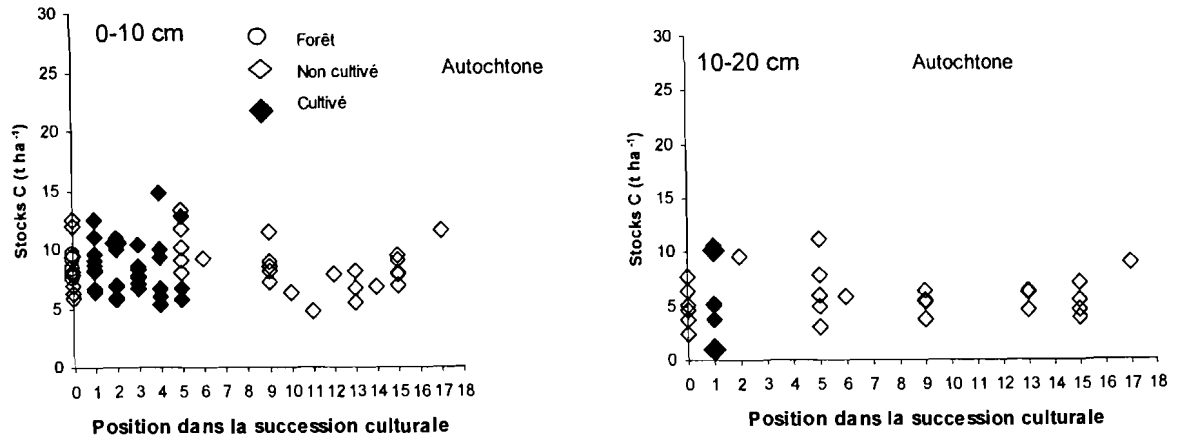 30
25
20
15
10
5
0
Stocks C (t ha⁻¹)
0-10 cm
Forêt
Non cultivé
Cultivé
Autochtone
0 1 2 3 4 5 6 7 8 9 10 11 12 13 14 15 16 17 18
Position dans la succession culturale
30
25
20
15
10
5
0
Stocks C (t ha⁻¹)
10-20 cm
Autochtone
0 1 2 3 4 5 6 7 8 9 10 11 12 13 14 15 16 17 18
Position dans la succession culturale